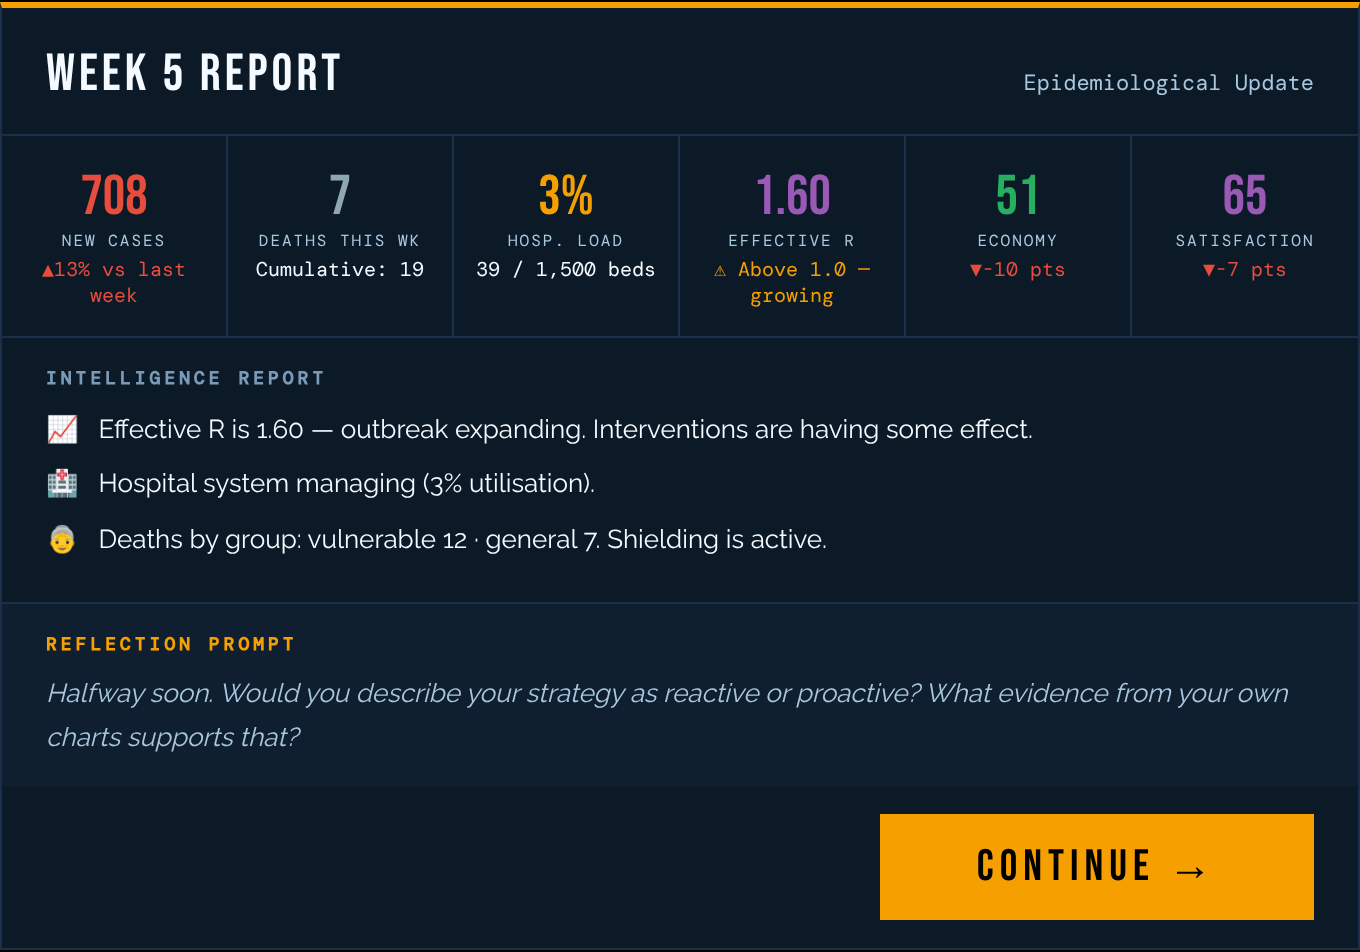 WEEK 5 REPORT
Epidemiological Update
708
NEW CASES
▲13% vs last
week
7
DEATHS THIS WK
Cumulative: 19
3%
HOSP. LOAD
39 / 1,500 beds
1.60
EFFECTIVE R
⚠ Above 1.0 —
growing
51
ECONOMY
▼-10 pts
65
SATISFACTION
▼-7 pts
INTELLIGENCE REPORT
Effective R is 1.60 — outbreak expanding. Interventions are having some effect.
Hospital system managing (3% utilisation).
Deaths by group: vulnerable 12 · general 7. Shielding is active.
REFLECTION PROMPT
Halfway soon. Would you describe your strategy as reactive or proactive? What evidence from your own
charts supports that?
CONTINUE →